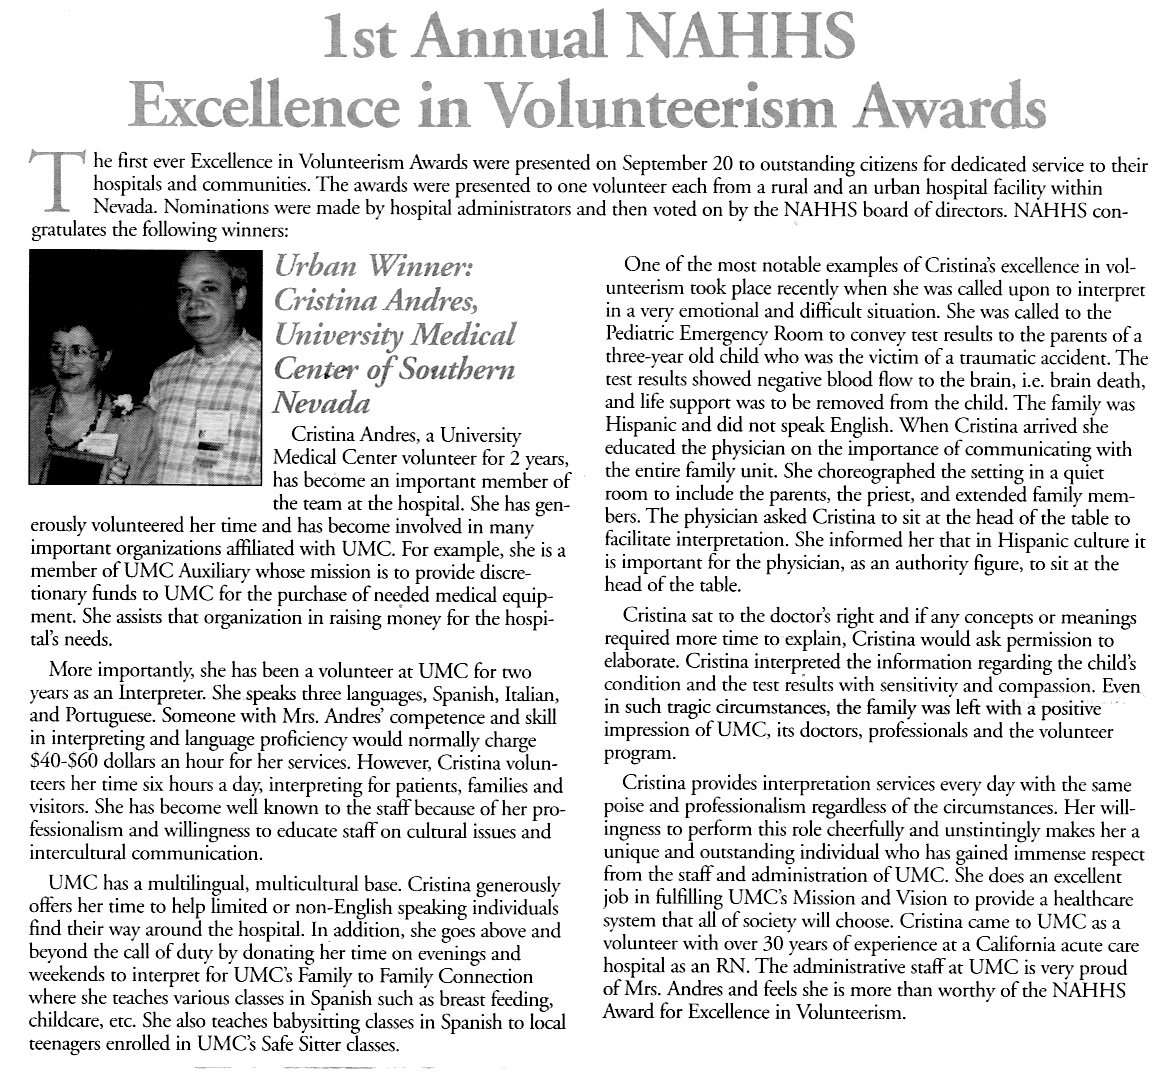 1st Annual NAHHS
Excellence in Volunteerism Awards
The first ever Excellence in Volunteerism Awards were presented on September 20 to outstanding citizens for dedicated service to their
hospitals and communities. The awards were presented to one volunteer each from a rural and an urban hospital facility within
Nevada. Nominations were made by hospital administrators and then voted on by the NAHHS board of directors. NAHHS con-
gratulates the following winners:
Urban Winner:
Cristina Andres,
University Medical
Center of Southern
Nevada
Cristina Andres, a University
Medical Center volunteer for 2 years,
has become an important member of
the team at the hospital. She has gen-
erously volunteered her time and has become involved in many
important organizations affiliated with UMC. For example, she is a
member of UMC Auxiliary whose mission is to provide discre-
tionary funds to UMC for the purchase of needed medical equip-
ment. She assists that organization in raising money for the hospi-
tal's needs.
More importantly, she has been a volunteer at UMC for two
years as an Interpreter. She speaks three languages, Spanish, Italian,
and Portuguese. Someone with Mrs. Andres' competence and skill
in interpreting and language proficiency would normally charge
$40-$60 dollars an hour for her services. However, Cristina volun-
teers her time six hours a day, interpreting for patients, families and
visitors. She has become well known to the staff because of her pro-
fessionalism and willingness to educate staff on cultural issues and
intercultural communication.
UMC has a multilingual, multicultural base. Cristina generously
offers her time to help limited or non-English speaking individuals
find their way around the hospital. In addition, she goes above and
beyond the call of duty by donating her time on evenings and
weekends to interpret for UMC's Family to Family Connection
where she teaches various classes in Spanish such as breast feeding,
childcare, etc. She also teaches babysitting classes in Spanish to local
teenagers enrolled in UMC's Safe Sitter classes.
One of the most notable examples of Cristina's excellence in vol-
unteerism took place recently when she was called upon to interpret
in a very emotional and difficult situation. She was called to the
Pediatric Emergency Room to convey test results to the parents of a
three-year old child who was the victim of a traumatic accident. The
test results showed negative blood flow to the brain, i.e. brain death,
and life support was to be removed from the child. The family was
Hispanic and did not speak English. When Cristina arrived she
educated the physician on the importance of communicating with
the entire family unit. She choreographed the setting in a quiet
room to include the parents, the priest, and extended family mem-
bers. The physician asked Cristina to sit at the head of the table to
facilitate interpretation. She informed her that in Hispanic culture it
is important for the physician, as an authority figure, to sit at the
head of the table.
Cristina sat to the doctor's right and if any concepts or meanings
required more time to explain, Cristina would ask permission to
elaborate. Cristina interpreted the information regarding the child's
condition and the test results with sensitivity and compassion. Even
in such tragic circumstances, the family was left with a positive
impression of UMC, its doctors, professionals and the volunteer
program.
Cristina provides interpretation services every day with the same
poise and professionalism regardless of the circumstances. Her will-
ingness to perform this role cheerfully and unstintingly makes her a
unique and outstanding individual who has gained immense respect
from the staff and administration of UMC. She does an excellent
job in fulfilling UMC's Mission and Vision to provide a healthcare
system that all of society will choose. Cristina came to UMC as a
volunteer with over 30 years of experience at a California acute care
hospital as an RN. The administrative staff at UMC is very proud
of Mrs. Andres and feels she is more than worthy of the NAHHS
Award for Excellence in Volunteerism.